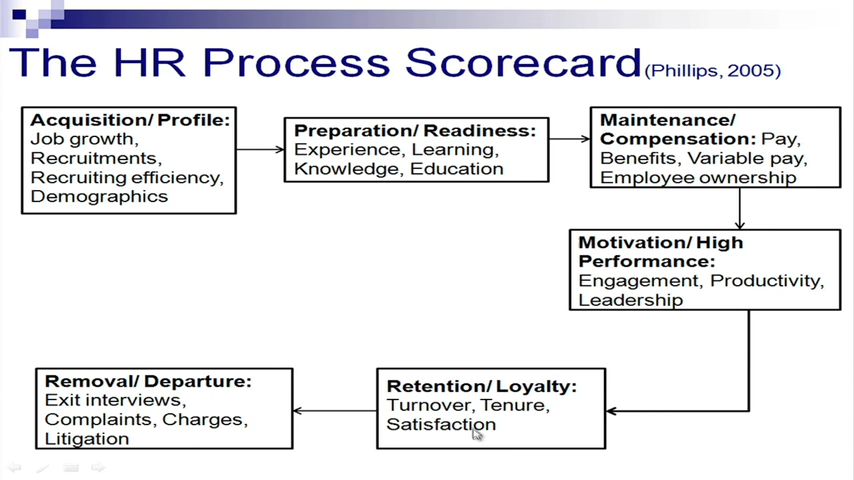 The HR Process Scorecard (Phillips, 2005)
Acquisition/ Profile:
Job growth,
Recruitments,
Recruiting efficiency,
Demographics
Preparation/ Readiness:
Experience, Learning,
Knowledge, Education
Maintenance/
Compensation: Pay,
Benefits, Variable pay,
Employee ownership
Motivation/ High
Performance:
Engagement, Productivity,
Leadership
Retention/ Loyalty:
Turnover, Tenure,
Satisfaction
Removal/ Departure:
Exit interviews,
Complaints, Charges,
Litigation